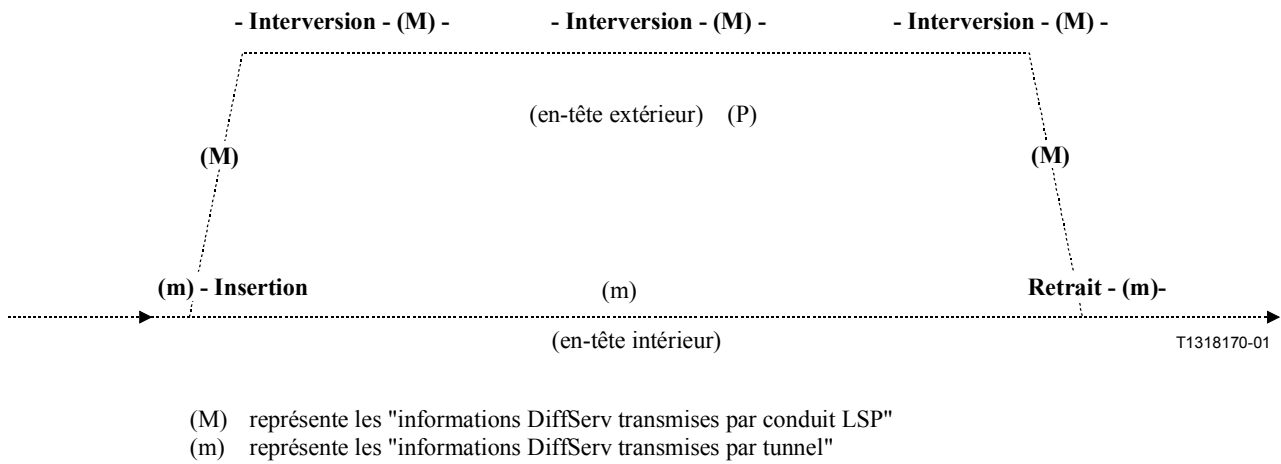 - Interversion - (M) - - Interversion - (M) - - Interversion - (M) -
(en-tête extérieur) (P)
(M) (M)
(m) - Insertion (m) Retrait - (m)-
(en-tête intérieur)
T1318170-01
(M) représente les "informations DiffServ transmises par conduit LSP"
(m) représente les "informations DiffServ transmises par tunnel"